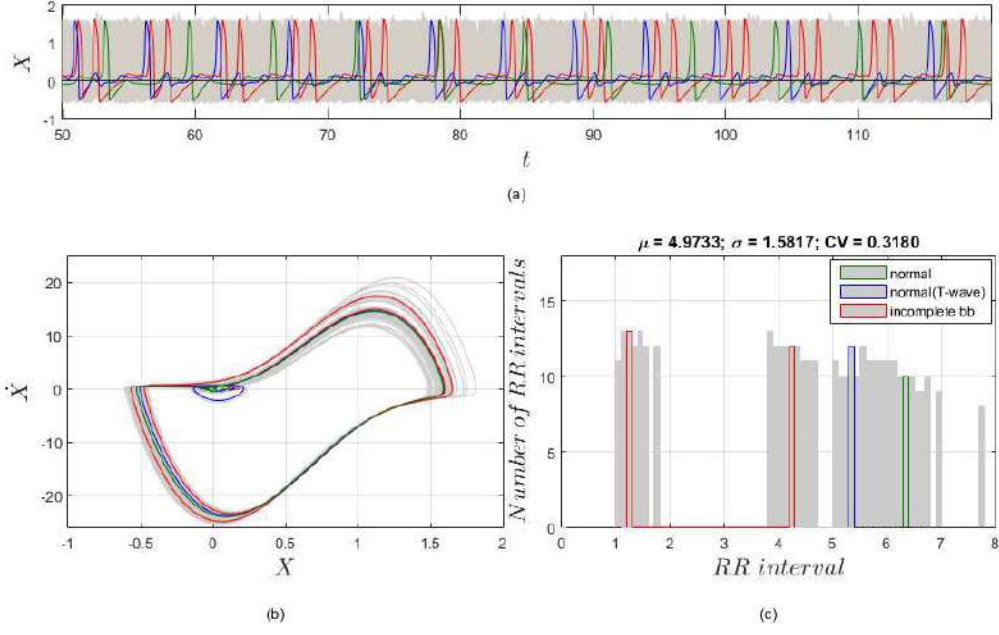 2
1
0
-1
X
50
60
70
80
90
100
110
t
(a)
20
10
0
-10
-20
Ẋ
-1
-0.5
0
0.5
1
1.5
2
X
(b)
μ = 4.9733; σ = 1.5817; CV = 0.3180
normal
normal(T-wave)
incomplete bb
15
10
5
0
Number of RR intervals
0
1
2
3
4
5
6
7
8
RR interval
(c)